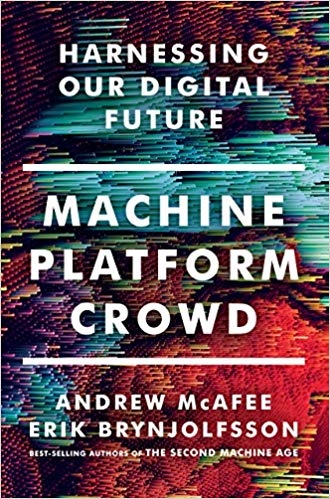 HARNESSING
OUR DIGITAL
FUTURE
MACHINE
PLATFORM
CROWD
ANDREW McAFEE
ERIK BRYNJOLFSSON
BEST-SELLING AUTHORS OF THE SECOND MACHINE AGE